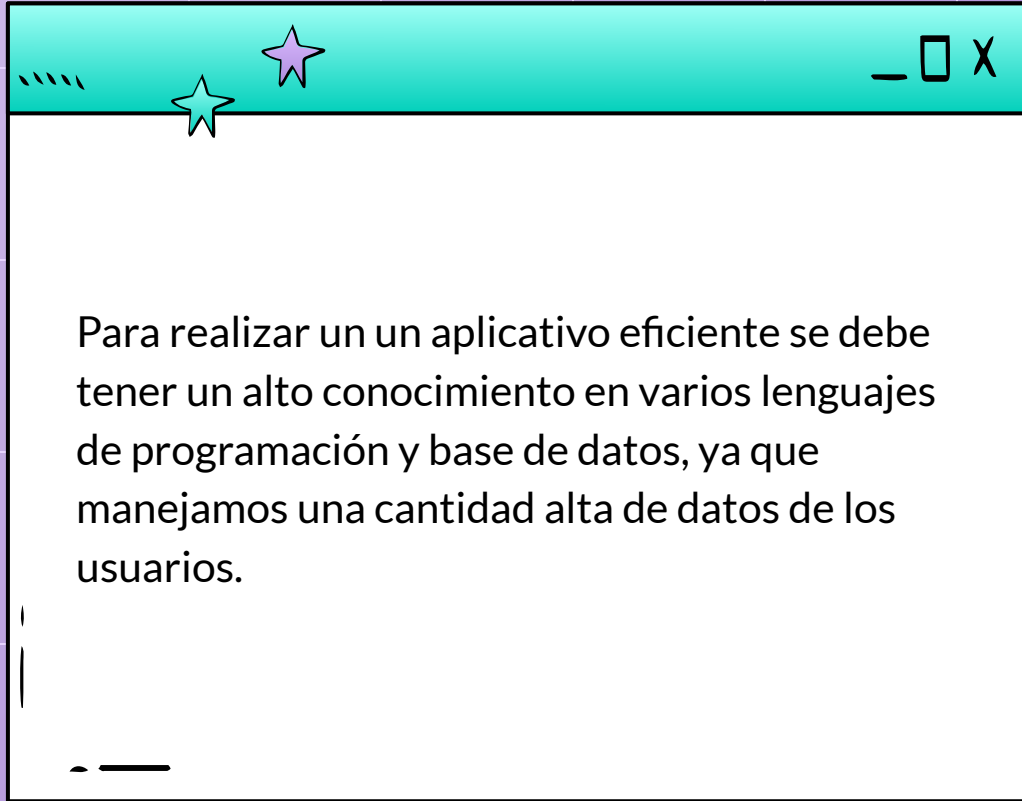 Para realizar un un aplicativo eficiente se debe
tener un alto conocimiento en varios lenguajes
de programación y base de datos, ya que
manejamos una cantidad alta de datos de los
usuarios.